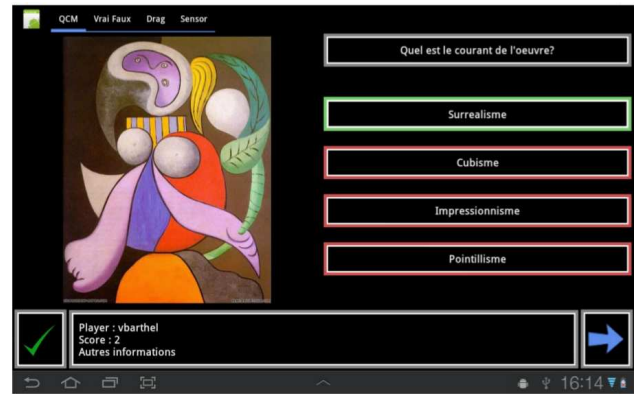 QCM Vrai Faux Drag Sensor
Quel est le courant de l'oeuvre?
Surrealisme
Cubisme
Impressionnisme
Pointillisme
Player : vbarthel
Score : 2
Autres informations
16:14